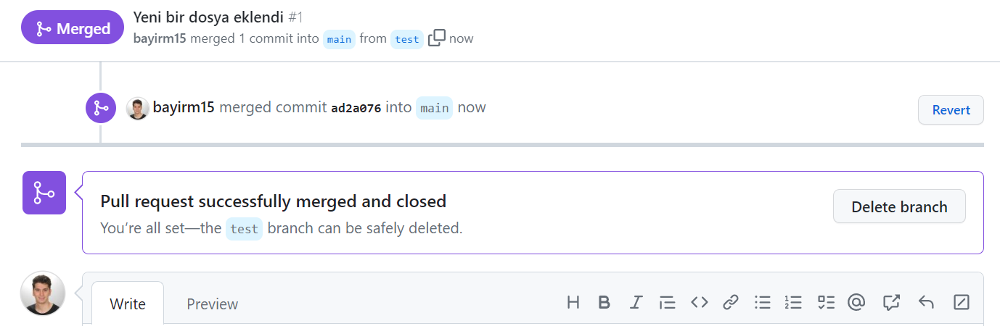 Merged
Yeni bir dosya eklendi #1
bayirm15 merged 1 commit into main from test now
bayirm15 merged commit ad2a076 into main now
Revert
Pull request successfully merged and closed
You’re all set—the test branch can be safely deleted.
Delete branch
Write Preview